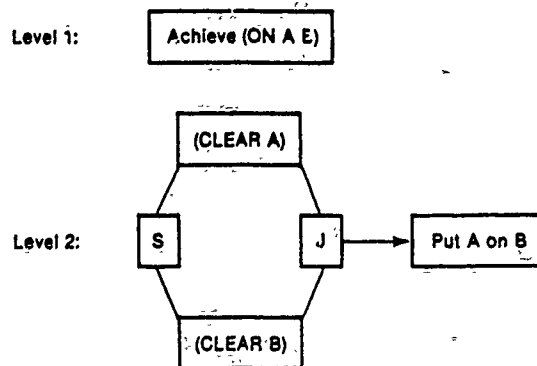 Level 1:
Achieve (ON A E)
(CLEAR A)
Level 2:
S
J
Put A on B
(CLEAR B)